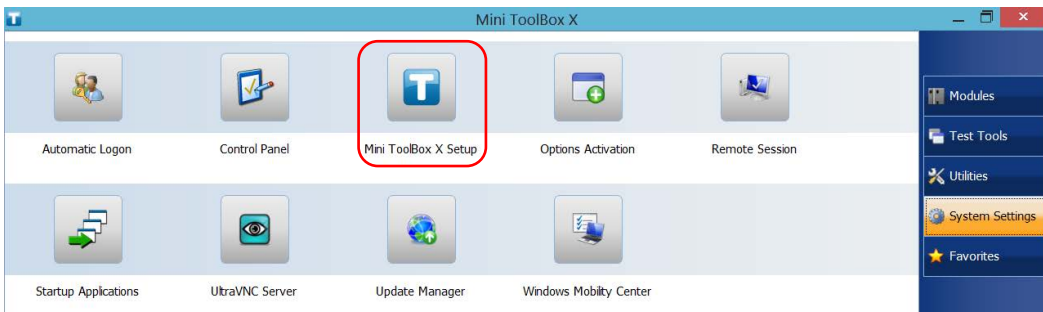 Mini ToolBox X
Automatic Logon
Control Panel
Mini ToolBox X Setup
Options Activation
Remote Session
Startup Applications
UltraVNC Server
Update Manager
Windows Mobility Center
Modules
Test Tools
Utilities
System Settings
Favorites